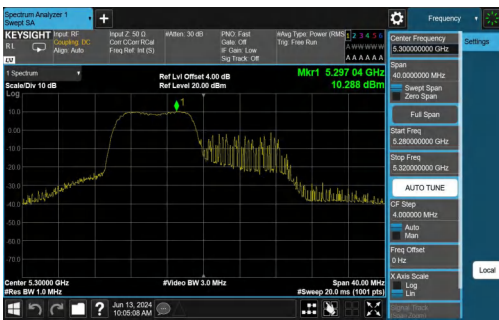 Spectrum Analyzer 1
Swept SA
+
Frequency
KEYSIGHT
RL
Input: RF
Coupling: DC
Align: Auto
Input Z: 50 Ω
Corr CCorr RCal
Freq Ref: Int (S)
#Atten: 30 dB
PNO: Fast
Gate: Off
IF Gain: Low
Sig Track: Off
#Avg Type: Power (RMS
Trig: Free Run
1 2 3 4 5 6
A W W W W W
A A A A A A
LV
1 Spectrum
Scale/Div 10 dB
Log
Ref Lvl Offset 4.00 dB
Ref Level 20.00 dBm
Mkr1 5.297 04 GHz
10.288 dBm
1
10.0
0.00
-10.0
-20.0
-30.0
-40.0
-50.0
-60.0
-70.0
Center 5.30000 GHz
#Res BW 1.0 MHz
#Video BW 3.0 MHz
Span 40.00 MHz
#Sweep 20.0 ms (1001 pts)
Jun 13, 2024
10:05:08 AM
?
Center Frequency
5.300000000 GHz
Settings
Span
40.0000000 MHz
Swept Span
Zero Span
Full Span
Start Freq
5.280000000 GHz
Stop Freq
5.320000000 GHz
AUTO TUNE
CF Step
4.000000 MHz
Auto
Man
Freq Offset
0 Hz
X Axis Scale
Log
Lin
Local
Signal Track